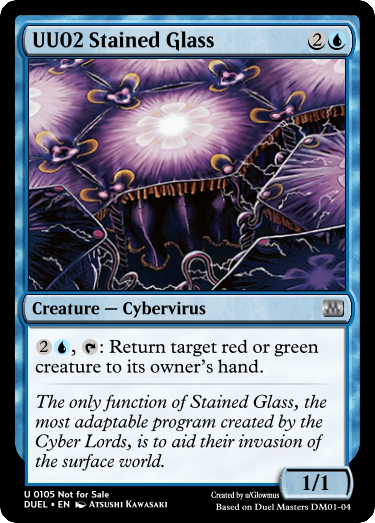 UU02 Stained Glass 2
Creature — Cybervirus
2, : Return target red or green
creature to its owner's hand.
The only function of Stained Glass, the
most adaptable program created by the
Cyber Lords, is to aid their invasion of
the surface world.
1/1
U 0105 Not for Sale
DUEL • EN Atsushi Kawasaki
Created by u/Glowmus
Based on Duel Masters DM01-04